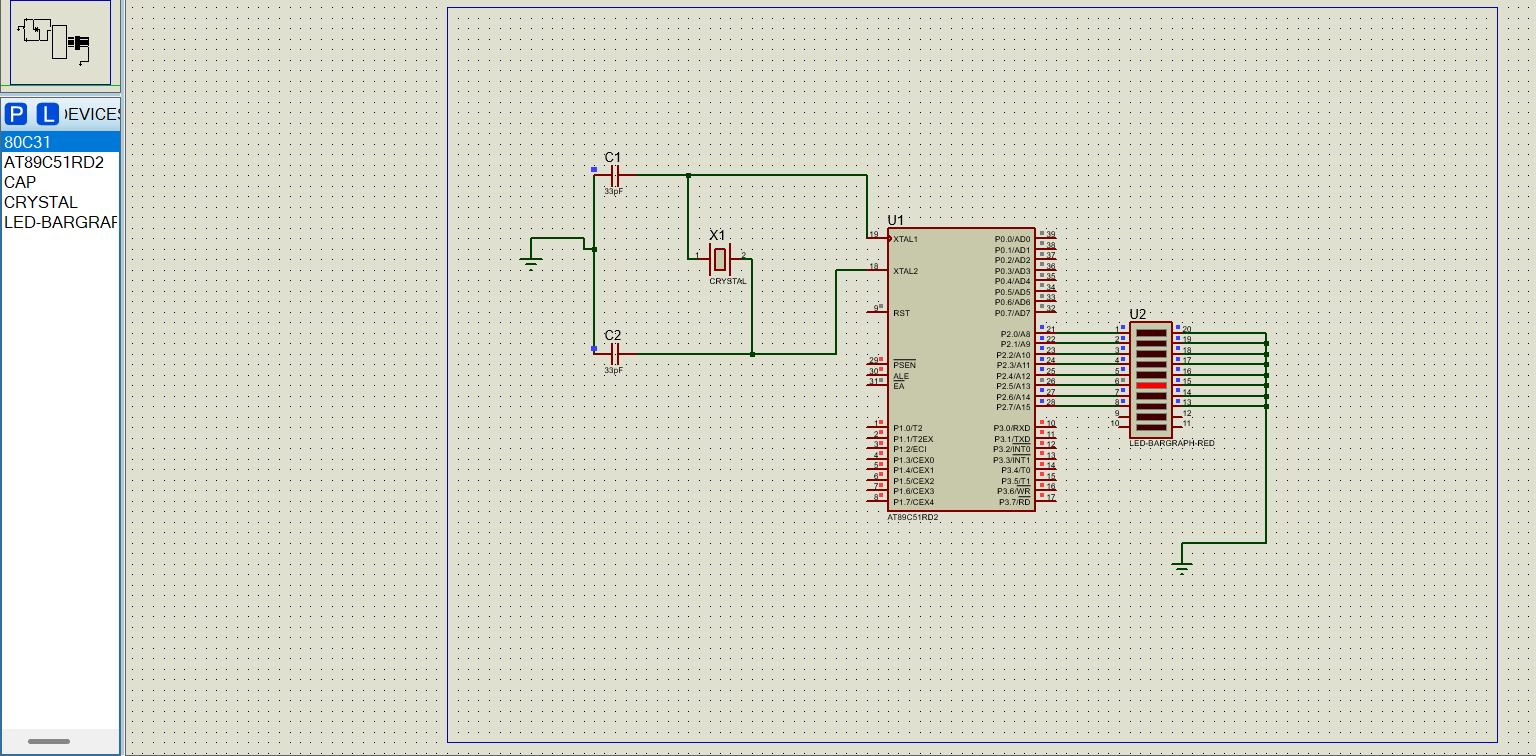 P L DEVICES
80C31
AT89C51RD2
CAP
CRYSTAL
LED-BARGRAP
C1
33pF
X1
1
2
CRYSTAL
C2
33pF
U1
19 XTAL1
18 XTAL2
9 RST
29 PSEN
30 ALE
31 EA
1 P1.0/T2
2 P1.1/T2EX
3 P1.2/ECI
4 P1.3/CEX0
5 P1.4/CEX1
6 P1.5/CEX2
7 P1.6/CEX3
8 P1.7/CEX4
P0.0/AD0 39
P0.1/AD1 38
P0.2/AD2 37
P0.3/AD3 36
P0.4/AD4 35
P0.5/AD5 34
P0.6/AD6 33
P0.7/AD7 32
P2.0/A8 21
P2.1/A9 22
P2.2/A10 23
P2.3/A11 24
P2.4/A12 25
P2.5/A13 26
P2.6/A14 27
P2.7/A15 28
P3.0/RXD 10
P3.1/TXD 11
P3.2/INT0 12
P3.3/INT1 13
P3.4/T0 14
P3.5/T1 15
P3.6/WR 16
P3.7/RD 17
AT89C51RD2
U2
1 20
2 19
3 18
4 17
5 16
6 15
7 14
8 13
9 12
10 11
LED-BARGRAPH-RED